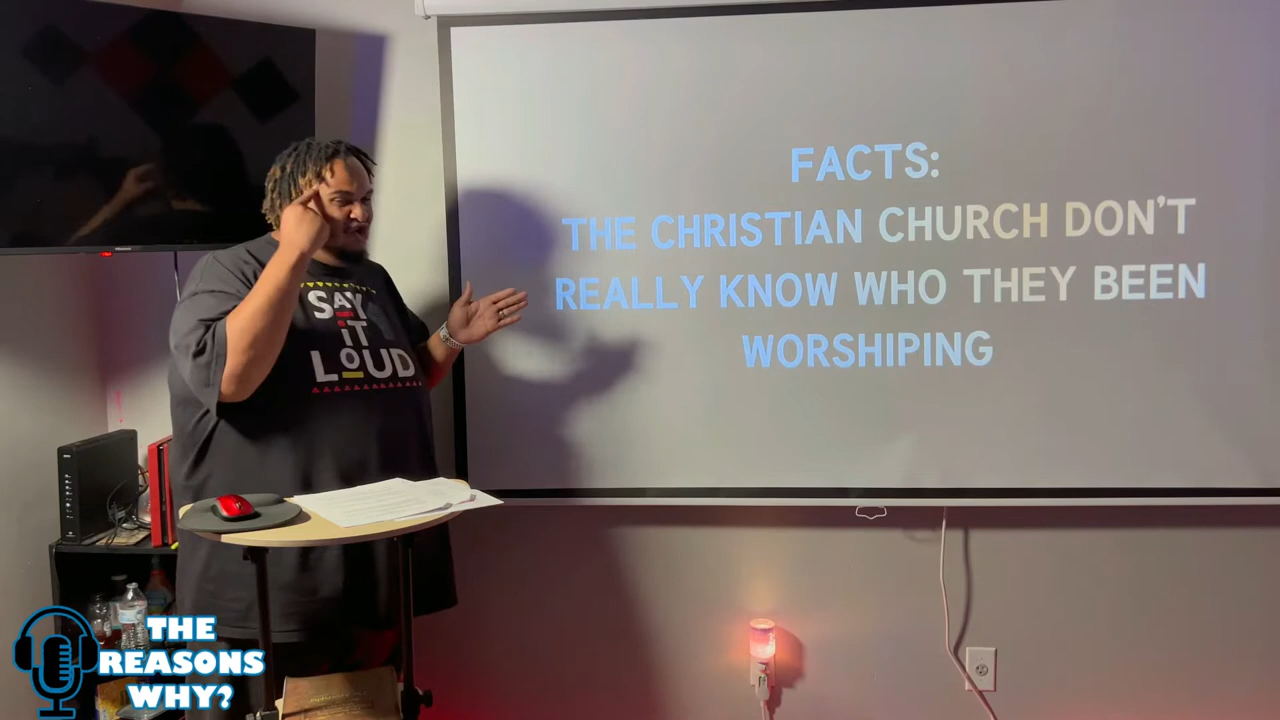 FACTS:
THE CHRISTIAN CHURCH DON'T
REALLY KNOW WHO THEY BEEN
WORSHIPING
SAY
iT
LOUD
THE
REASONS
WHY?